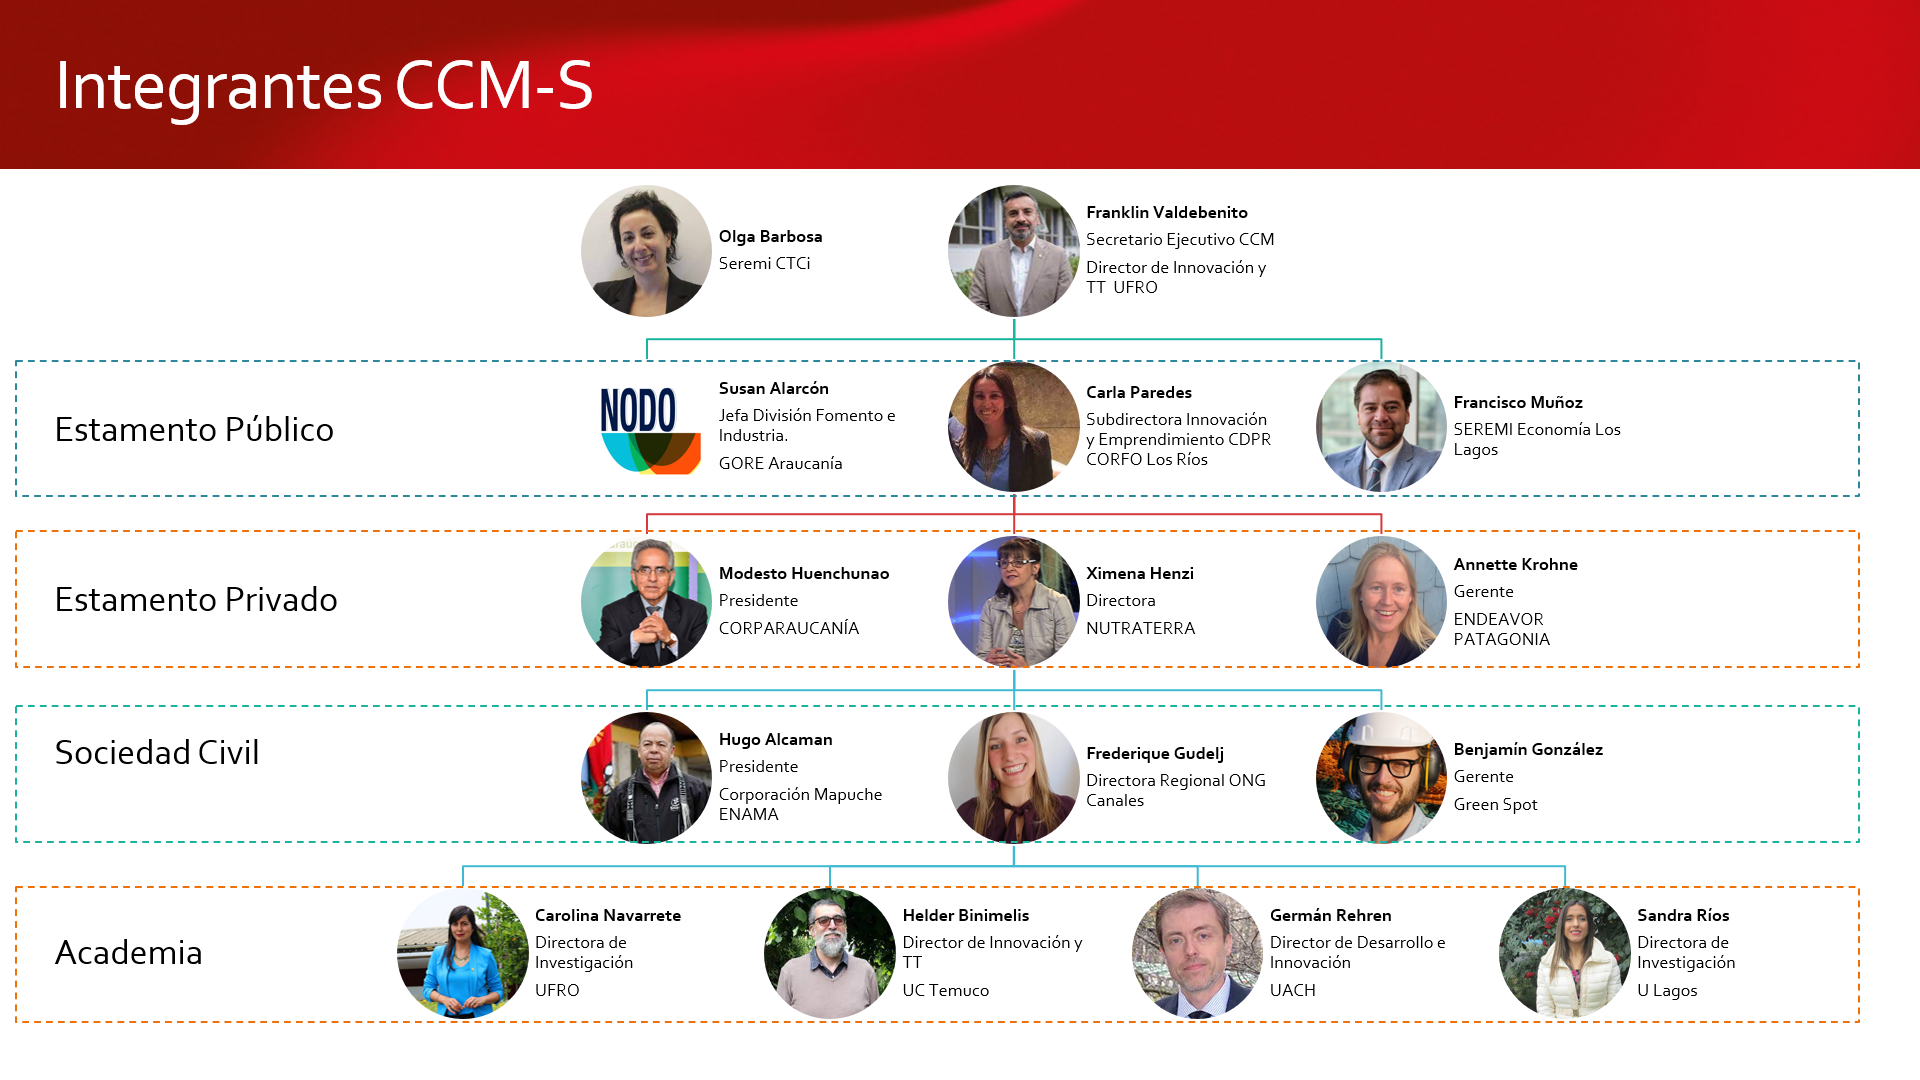 Integrantes CCM-S
Olga Barbosa
Seremi CTCi
Franklin Valdebenito
Secretario Ejecutivo CCM
Director de Innovación y
TT UFRO
Estamento Público
NODO
Susan Alarcón
Jefa División Fomento e
Industria.
GORE Araucanía
Carla Paredes
Subdirectora Innovación
y Emprendimiento CDPR
CORFO Los Ríos
Francisco Muñoz
SEREMI Economía Los
Lagos
Estamento Privado
Modesto Huenchunao
Presidente
CORPARAUCANÍA
Ximena Henzi
Directora
NUTRATERRA
Annette Krohne
Gerente
ENDEAVOR
PATAGONIA
Sociedad Civil
Hugo Alcaman
Presidente
Corporación Mapuche
ENAMA
Frederique Gudelj
Directora Regional ONG
Canales
Benjamín González
Gerente
Green Spot
Academia
Carolina Navarrete
Directora de
Investigación
UFRO
Helder Binimelis
Director de Innovación y
TT
UC Temuco
Germán Rehren
Director de Desarrollo e
Innovación
UACH
Sandra Ríos
Directora de
Investigación
U Lagos